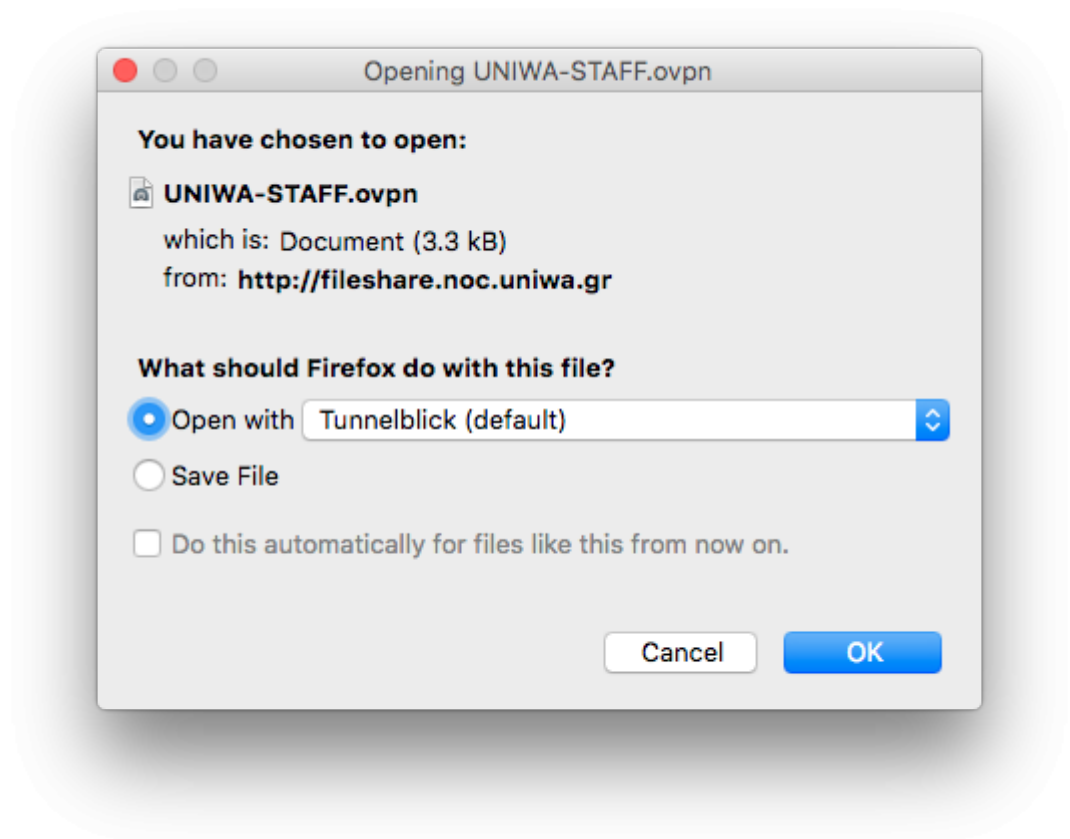 Opening UNIWA-STAFF.ovpn
You have chosen to open:
UNIWA-STAFF.ovpn
which is: Document (3.3 kB)
from: http://fileshare.noc.uniwa.gr
What should Firefox do with this file?
Open with Tunnelblick (default)
Save File
Do this automatically for files like this from now on.
Cancel OK